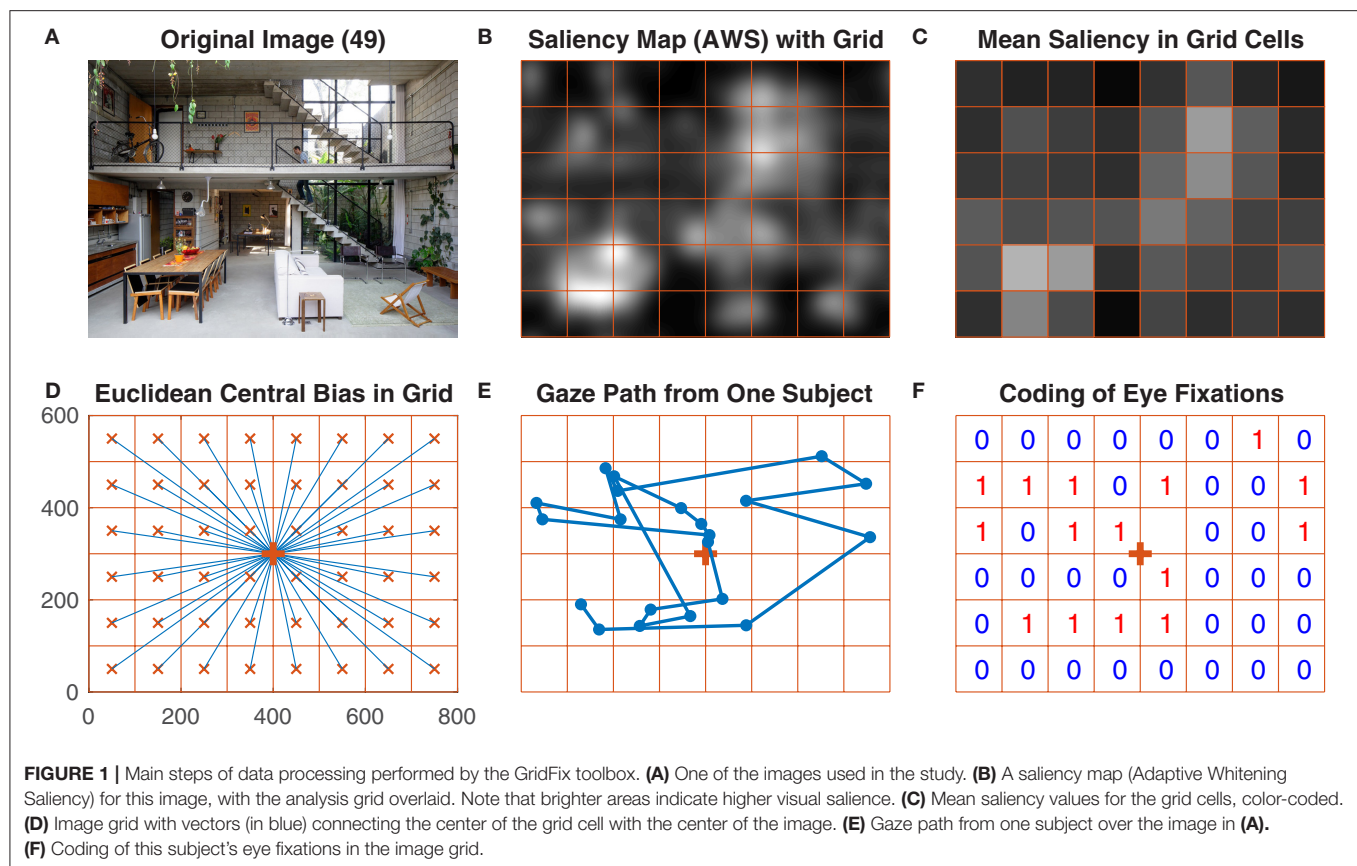 A Original Image (49)
B Saliency Map (AWS) with Grid
C Mean Saliency in Grid Cells
D Euclidean Central Bias in Grid
600
400
200
0
0 200 400 600 800
E Gaze Path from One Subject
F Coding of Eye Fixations
0 0 0 0 0 0 1 0
1 1 1 0 1 0 0 1
1 0 1 1 0 0 1
0 0 0 0 1 0 0 0
0 1 1 1 1 0 0 0
0 0 0 0 0 0 0 0
FIGURE 1 | Main steps of data processing performed by the GridFix toolbox. (A) One of the images used in the study. (B) A saliency map (Adaptive Whitening
Saliency) for this image, with the analysis grid overlaid. Note that brighter areas indicate higher visual salience. (C) Mean saliency values for the grid cells, color-coded.
(D) Image grid with vectors (in blue) connecting the center of the grid cell with the center of the image. (E) Gaze path from one subject over the image in (A).
(F) Coding of this subject's eye fixations in the image grid.